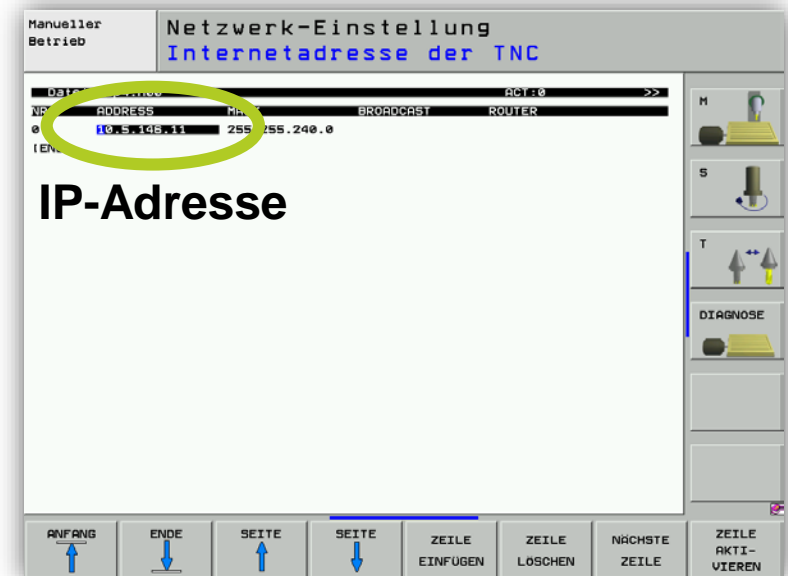 Manueller
Betrieb
Netzwerk-Einstellung
Internetadresse der TNC
ACT:0 >>
ADDRESS BROADCAST ROUTER
0 10.5.148.11 255.255.240.0
IP-Adresse
M
S
T
DIAGNOSE
ANFANG
ENDE
SEITE
SEITE
ZEILE
EINFÜGEN
ZEILE
LÖSCHEN
NÄCHSTE
ZEILE
ZEILE
AKTI-
VIEREN